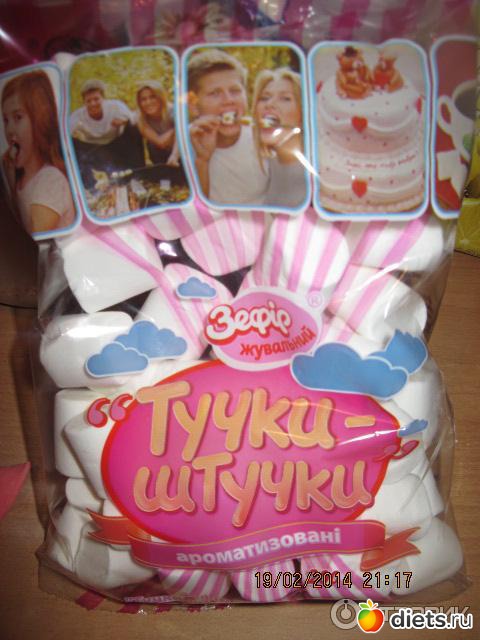 Зефір®
жувальний
"Тучки-
штучки"
ароматизовані
19/02/2014 21:17
diets.ru